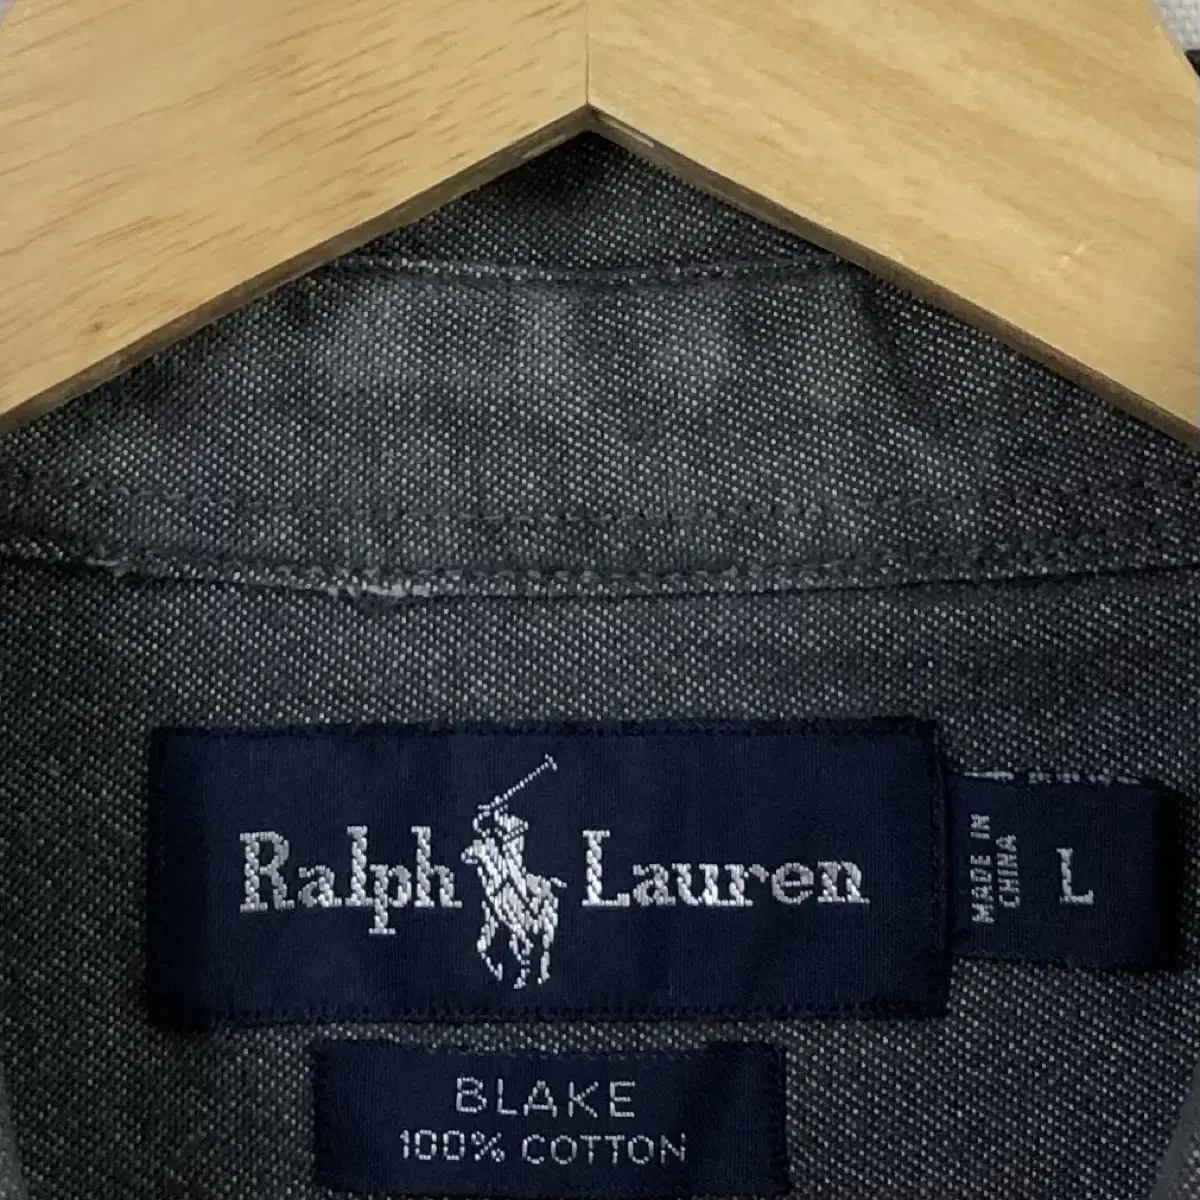 Ralph Lauren
MADE IN
CHINA
L
BLAKE
100% COTTON